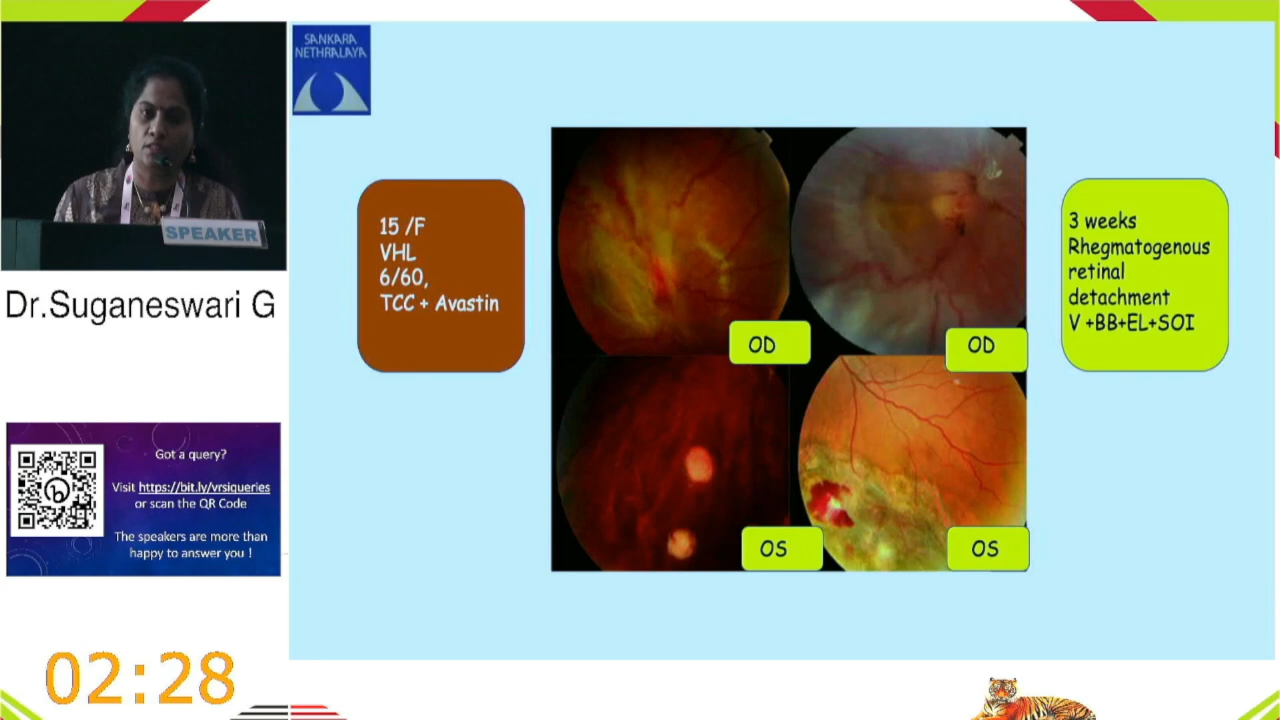 SANKARA
NETHRALAYA
SPEAKER
Dr.Suganeswari G
15 /F
VHL
6/60,
TCC + Avastin
OD
OD
OS
OS
3 weeks
Rhegmatogenous
retinal
detachment
V +BB+EL+SOI
Got a query?
Visit https://bit.ly/vrsiqueries
or scan the QR Code
The speakers are more than
happy to answer you !
02:28